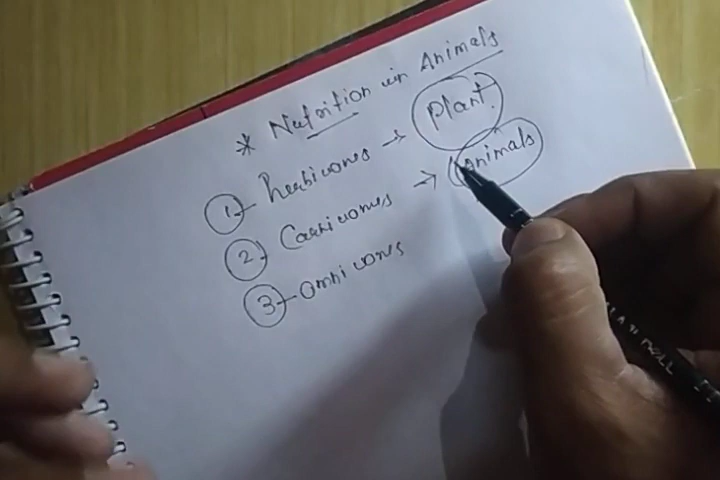 * Nutrition in Animals
1 - Herbivores → Plant.
2 - Carnivores → Animals
3 - Omnivores